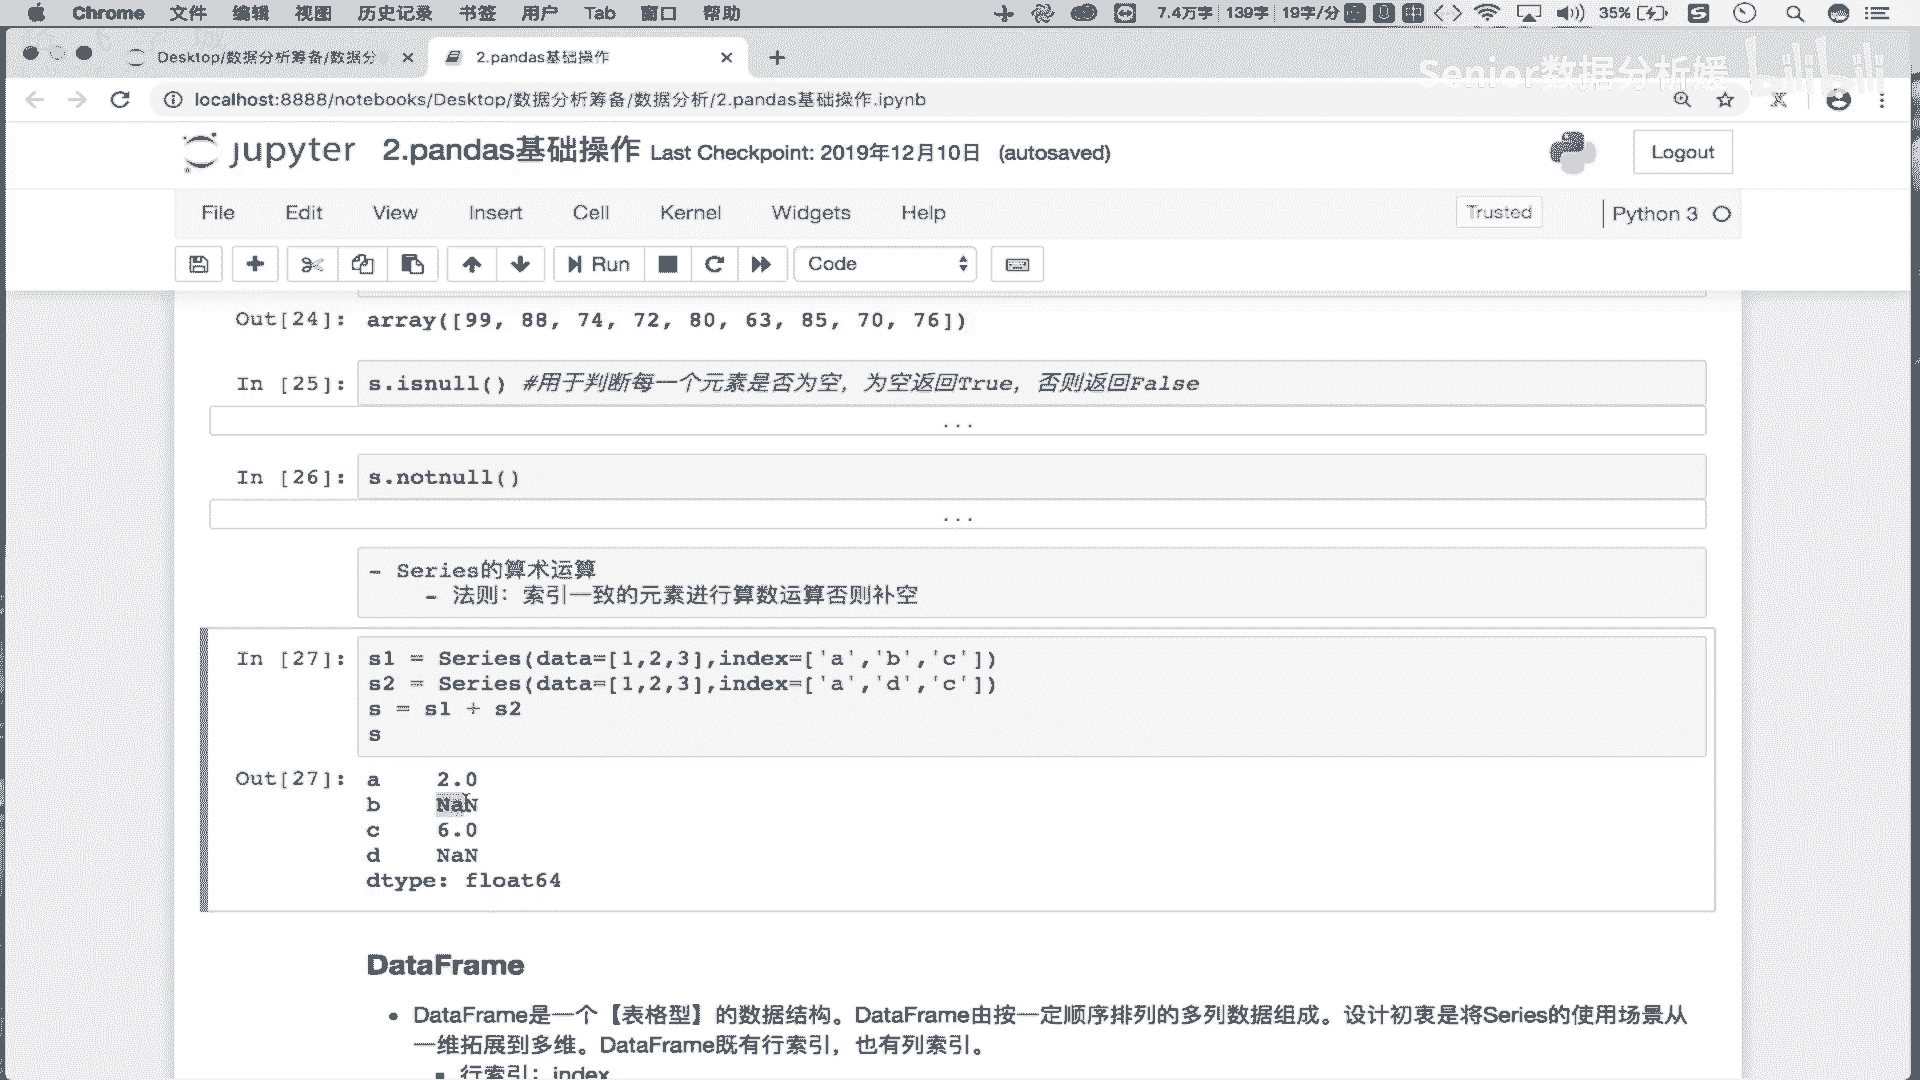 Chrome 文件 编辑 视图 历史记录 书签 用户 Tab 窗口 帮助 7.4万字 139字 19字/分 35%
Desktop/数据分析筹备/数据分 2.pandas基础操作
Senior数据分析媛 bilibili
localhost:8888/notebooks/Desktop/数据分析筹备/数据分析/2.pandas基础操作.ipynb
jupyter 2.pandas基础操作 Last Checkpoint: 2019年12月10日 (autosaved) Logout
File Edit View Insert Cell Kernel Widgets Help Trusted Python 3
Run Code
Out[24]: array([99, 88, 74, 72, 80, 63, 85, 70, 76])
In [25]: s.isnull() #用于判断每一个元素是否为空，为空返回True，否则返回False
...
In [26]: s.notnull()
...
- Series的算术运算
- 法则：索引一致的元素进行算数运算否则补空
In [27]: s1 = Series(data=[1,2,3],index=['a','b','c'])
s2 = Series(data=[1,2,3],index=['a','d','c'])
s = s1 + s2
s
Out[27]: a 2.0
b NaN
c 6.0
d NaN
dtype: float64
DataFrame
• DataFrame是一个【表格型】的数据结构。DataFrame由按一定顺序排列的多列数据组成。设计初衷是将Series的使用场景从
一维拓展到多维。DataFrame既有行索引，也有列索引。
▪ 行索引：index